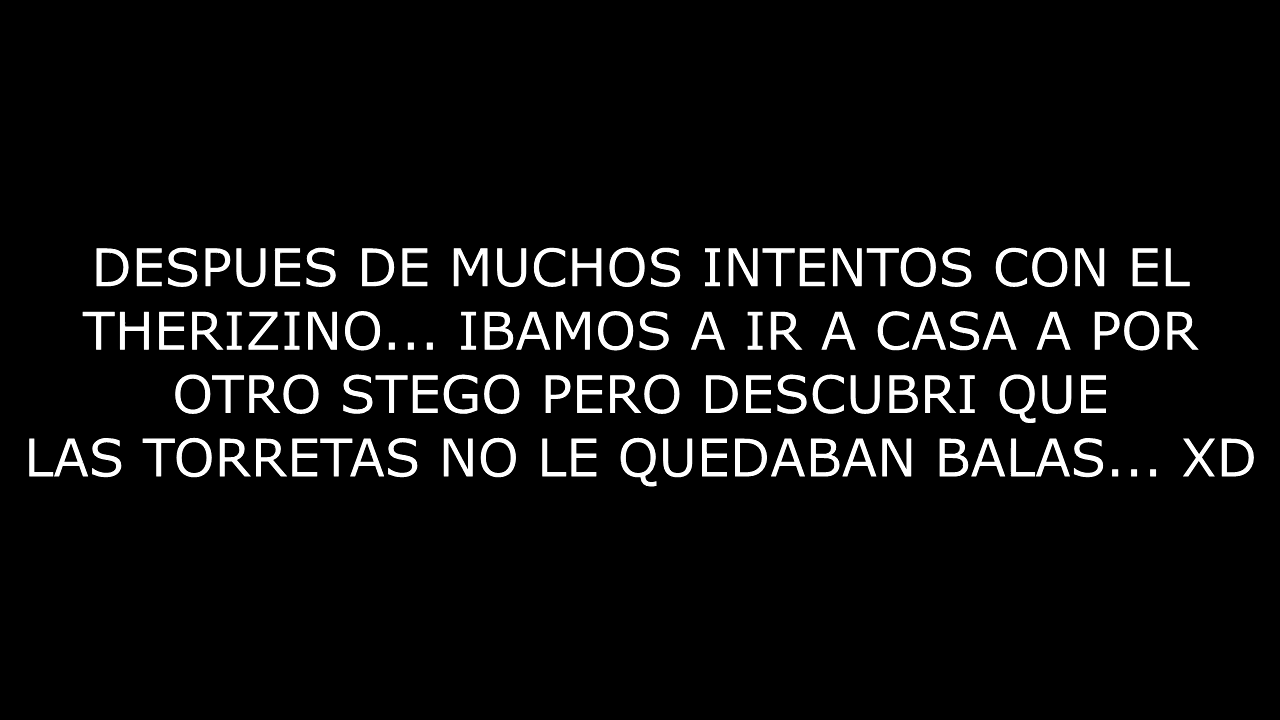 DESPUES DE MUCHOS INTENTOS CON EL
THERIZINO... IBAMOS A IR A CASA A POR
OTRO STEGO PERO DESCUBRI QUE
LAS TORRETAS NO LE QUEDABAN BALAS... XD